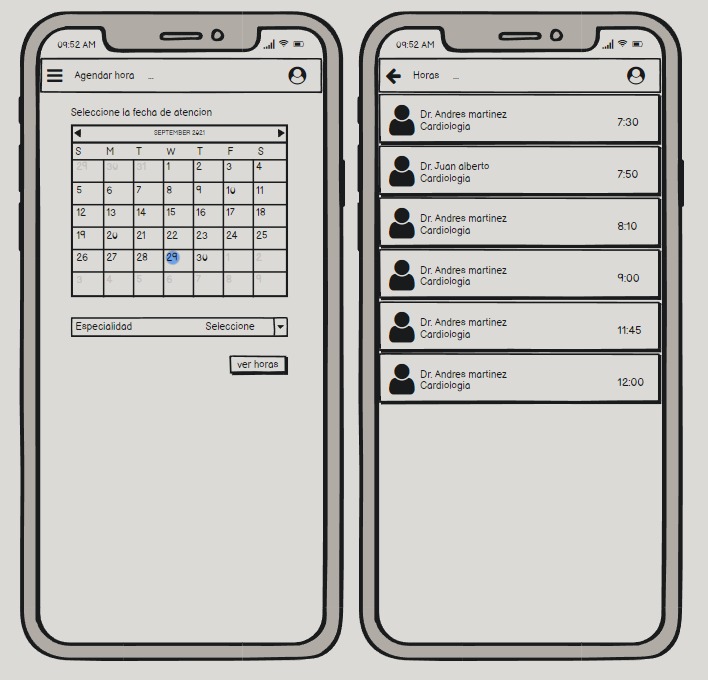 09:52 AM
Agendar hora ...
Seleccione la fecha de atencion
SEPTEMBER 2021
S M T W T F S
29 30 31 1 2 3 4
5 6 7 8 9 10 11
12 13 14 15 16 17 18
19 20 21 22 23 24 25
26 27 28 29 30 1 2
3 4 5 6 7 8 9
Especialidad Seleccione
ver horas
09:52 AM
Horas ...
Dr. Andres martinez
Cardiologia
7:30
Dr. Juan alberto
Cardiologia
7:50
Dr. Andres martinez
Cardiologia
8:10
Dr. Andres martinez
Cardiologia
9:00
Dr. Andres martinez
Cardiologia
11:45
Dr. Andres martinez
Cardiologia
12:00